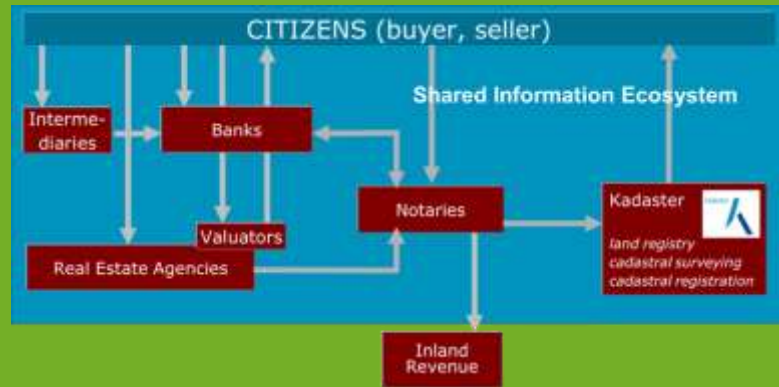 CITIZENS (buyer, seller)
Shared Information Ecosystem
Interme-
diaries
Banks
Notaries
Kadaster
land registry
cadastral surveying
cadastral registration
Valuators
Real Estate Agencies
Inland
Revenue